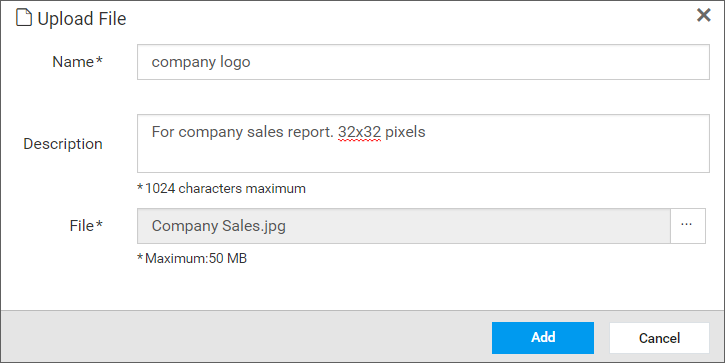 Upload File
Name* company logo
Description For company sales report. 32x32 pixels
*1024 characters maximum
File* Company Sales.jpg ...
*Maximum:50 MB
Add Cancel